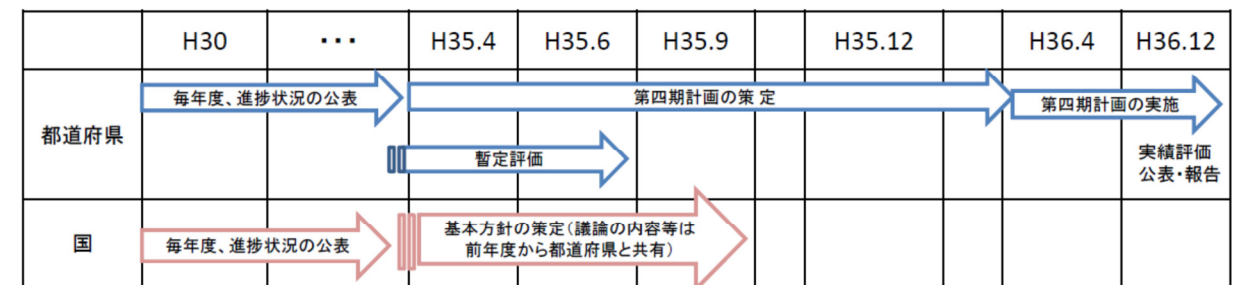 H30 ・・・ H35.4 H35.6 H35.9 H35.12 H36.4 H36.12
都道府県
毎年度、進捗状況の公表
第四期計画の策 定
第四期計画の実施
暫定評価
実績評価
公表・報告
国
毎年度、進捗状況の公表
基本方針の策定(議論の内容等は
前年度から都道府県と共有)